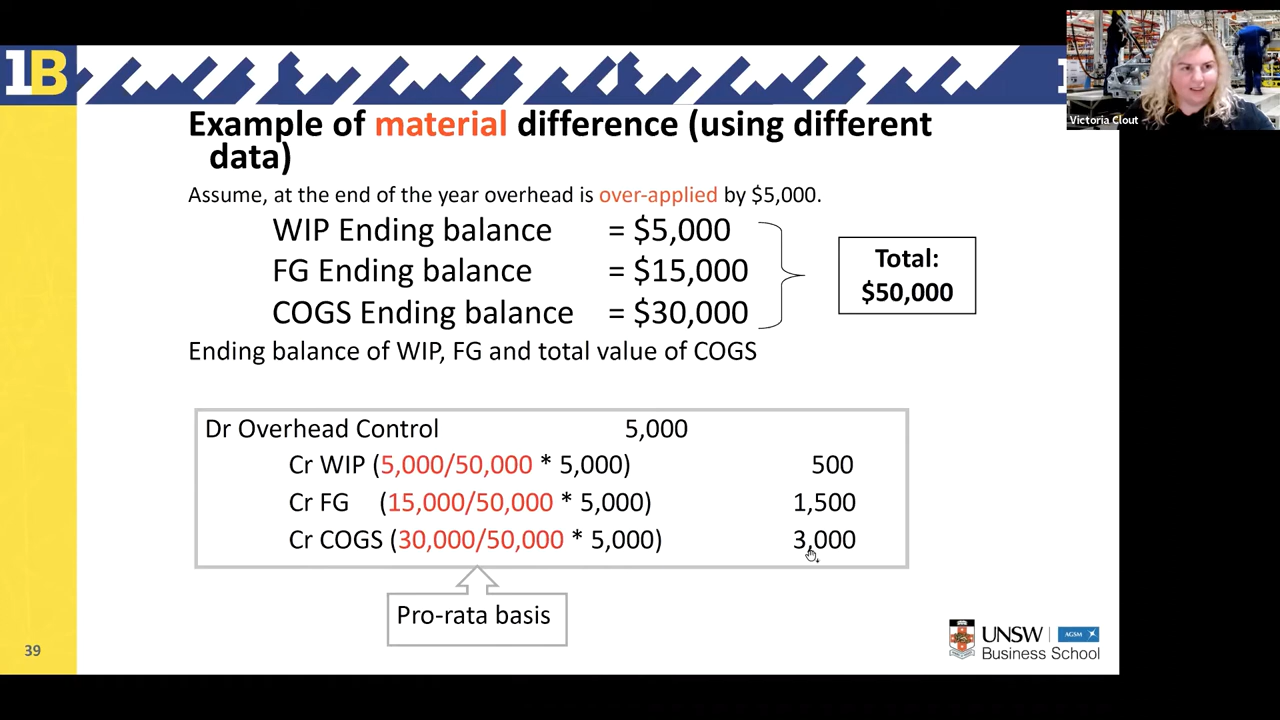 1B
Victoria Clout
Example of material difference (using different
data)
Assume, at the end of the year overhead is over-applied by $5,000.
WIP Ending balance = $5,000
FG Ending balance = $15,000
COGS Ending balance = $30,000
Total:
$50,000
Ending balance of WIP, FG and total value of COGS
Dr Overhead Control 5,000
Cr WIP (5,000/50,000 * 5,000) 500
Cr FG (15,000/50,000 * 5,000) 1,500
Cr COGS (30,000/50,000 * 5,000) 3,000
Pro-rata basis
39
UNSW AGSM
Business School